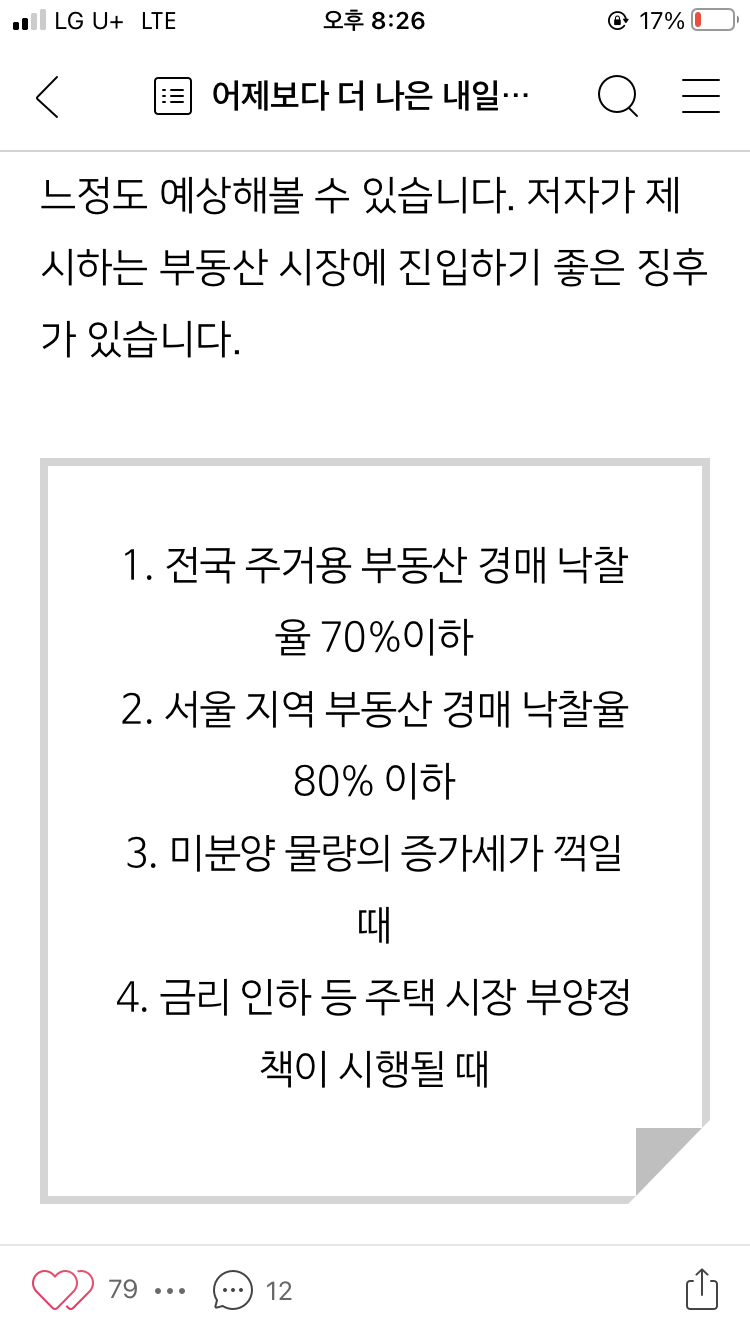 LG U+ LTE 오후 8:26 17%
어제보다 더 나은 내일…
느정도 예상해볼 수 있습니다. 저자가 제
시하는 부동산 시장에 진입하기 좋은 징후
가 있습니다.
1. 전국 주거용 부동산 경매 낙찰
율 70%이하
2. 서울 지역 부동산 경매 낙찰율
80% 이하
3. 미분양 물량의 증가세가 꺽일
때
4. 금리 인하 등 주택 시장 부양정
책이 시행될 때
79 12